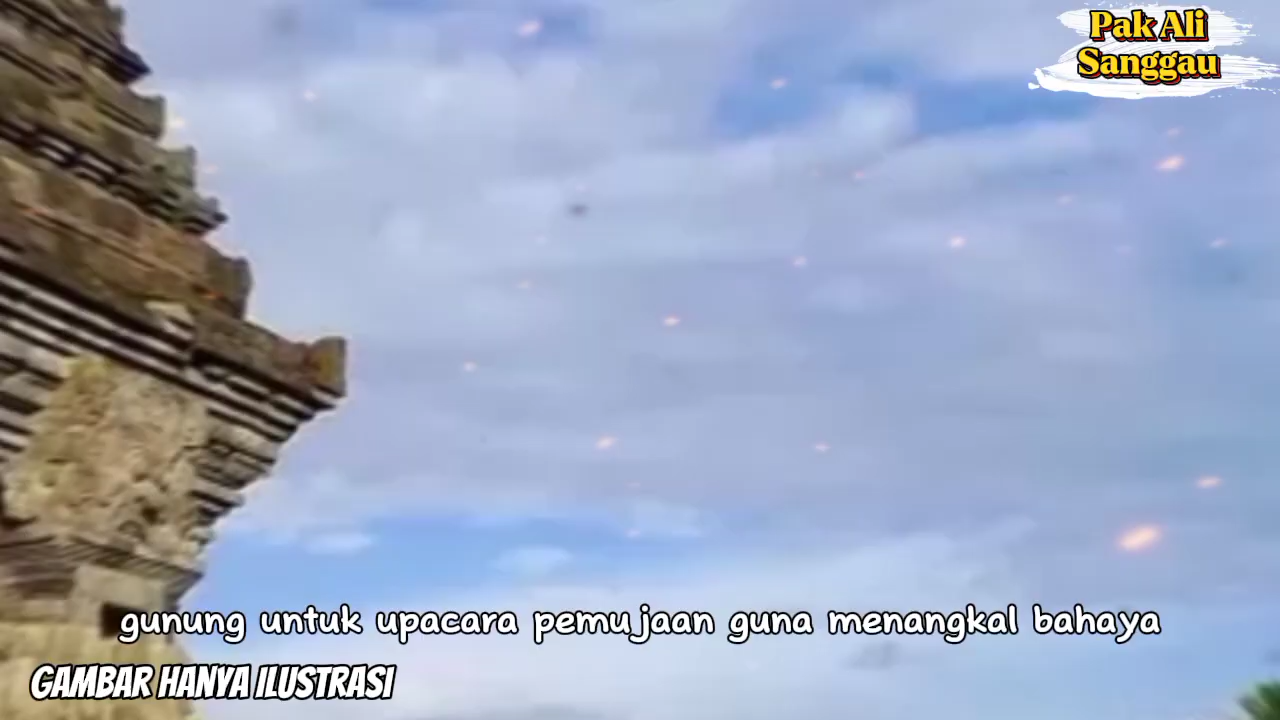 Pak Ali
Sanggau
gunung untuk upacara pemujaan guna menangkal bahaya
GAMBAR HANYA ILUSTRASI